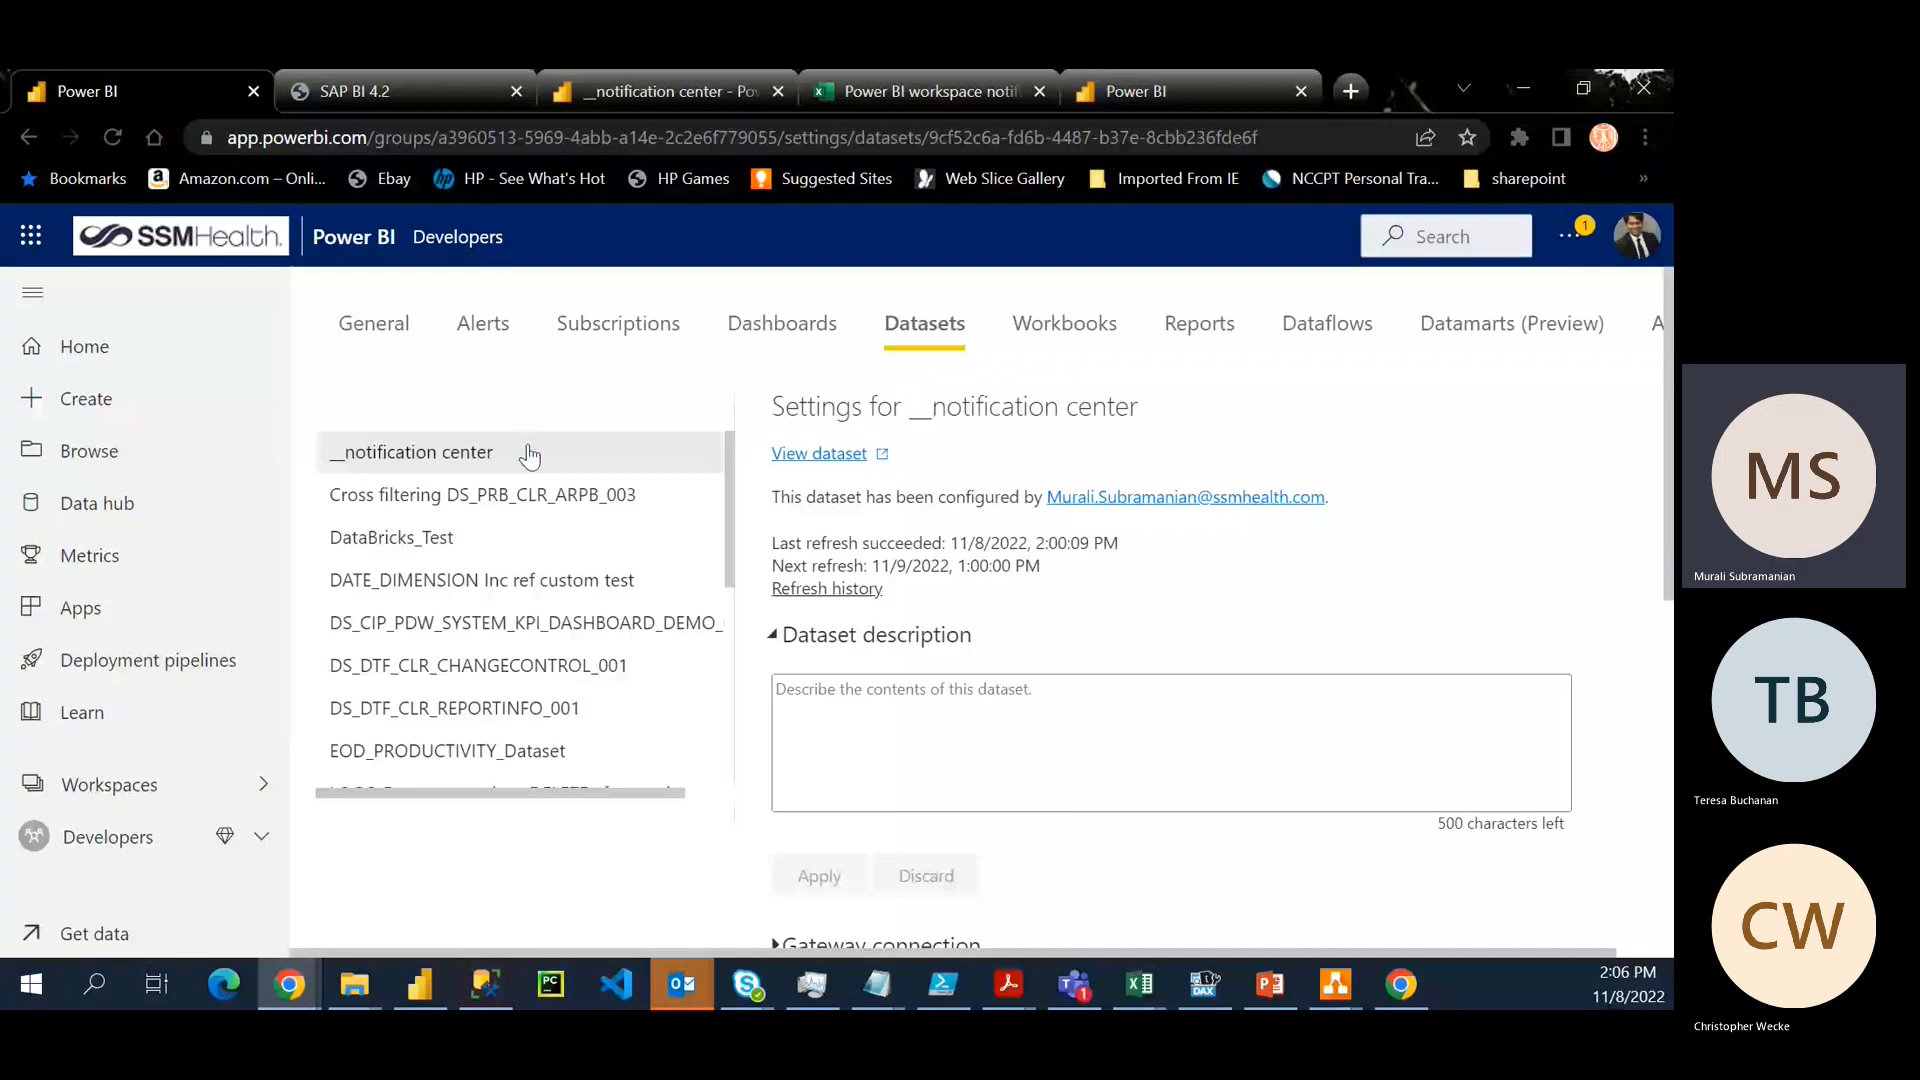 Power BI
SAP BI 4.2
__notification center - Po
Power BI workspace notif
Power BI
app.powerbi.com/groups/a3960513-5969-4abb-a14e-2c2e6f779055/settings/datasets/9cf52c6a-fd6b-4487-b37e-8cbb236fde6f
Bookmarks
Amazon.com – Onli...
Ebay
HP - See What's Hot
HP Games
Suggested Sites
Web Slice Gallery
Imported From IE
NCCPT Personal Tra...
sharepoint
»
SSMHealth.
Power BI
Developers
Search
1
General
Alerts
Subscriptions
Dashboards
Datasets
Workbooks
Reports
Dataflows
Datamarts (Preview)
A
Home
Create
Browse
Data hub
Metrics
Apps
Deployment pipelines
Learn
Workspaces
Developers
Get data
__notification center
Cross filtering DS_PRB_CLR_ARPB_003
DataBricks_Test
DATE_DIMENSION Inc ref custom test
DS_CIP_PDW_SYSTEM_KPI_DASHBOARD_DEMO_
DS_DTF_CLR_CHANGECONTROL_001
DS_DTF_CLR_REPORTINFO_001
EOD_PRODUCTIVITY_Dataset
Settings for __notification center
View dataset
This dataset has been configured by Murali.Subramanian@ssmhealth.com.
Last refresh succeeded: 11/8/2022, 2:00:09 PM
Next refresh: 11/9/2022, 1:00:00 PM
Refresh history
Dataset description
Describe the contents of this dataset.
500 characters left
Apply
Discard
Gateway connection
MS
Murali Subramanian
TB
Teresa Buchanan
CW
Christopher Wecke
PC
DAX
1
2:06 PM
11/8/2022